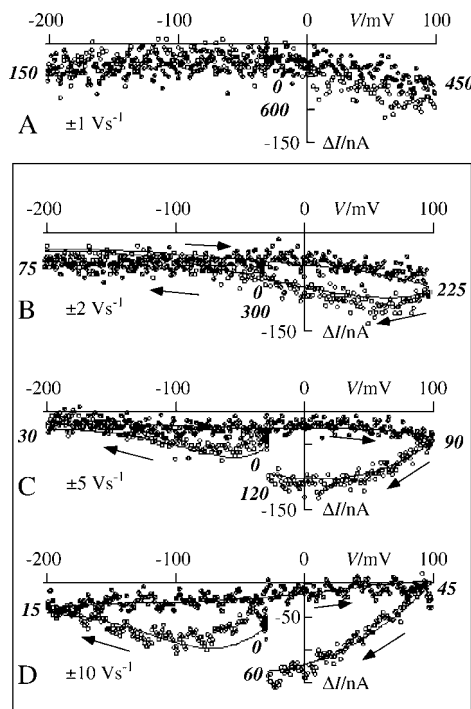 -200 -100 0 V/mV 100
150 0 450
A ±1 Vs⁻¹ 600
-150 ΔI/nA
-200 -100 0 V/mV 100
75 0 225
B ±2 Vs⁻¹ 300
-150 ΔI/nA
-200 -100 0 V/mV 100
30 0 90
C ±5 Vs⁻¹ 120
-150 ΔI/nA
-200 -100 0 V/mV 100
15 -50 45
0
D ±10 Vs⁻¹ 60
ΔI/nA